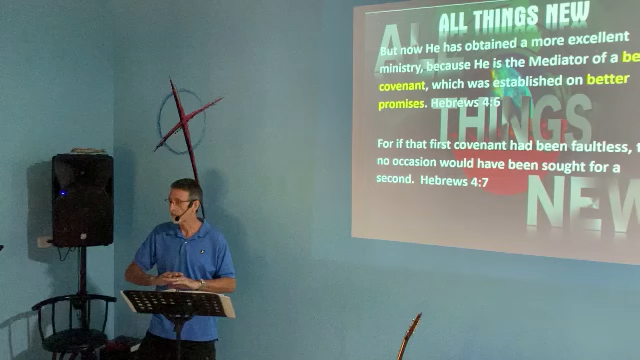 ALL THINGS NEW
But now He has obtained a more excellent
ministry, because He is the Mediator of a be
covenant, which was established on better
promises. Hebrews 4:6
For if that first covenant had been faultless, t
no occasion would have been sought for a
second. Hebrews 4:7
ALL
THINGS
NEW